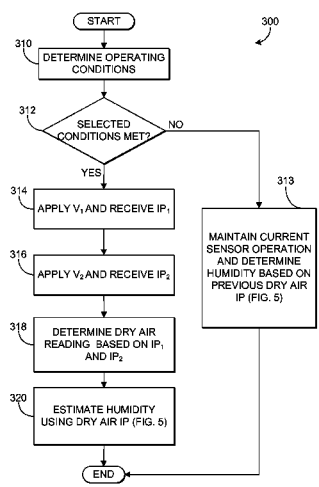 START
300
310
DETERMINE OPERATING
CONDITIONS
312
SELECTED
CONDITIONS MET?
NO
YES
314
APPLY V1 AND RECEIVE IP1
313
MAINTAIN CURRENT
SENSOR OPERATION
AND DETERMINE
HUMIDITY BASED ON
PREVIOUS DRY AIR
IP (FIG. 5)
316
APPLY V2 AND RECEIVE IP2
318
DETERMINE DRY AIR
READING BASED ON IP1
AND IP2
320
ESTIMATE HUMIDITY
USING DRY AIR IP (FIG. 5)
END